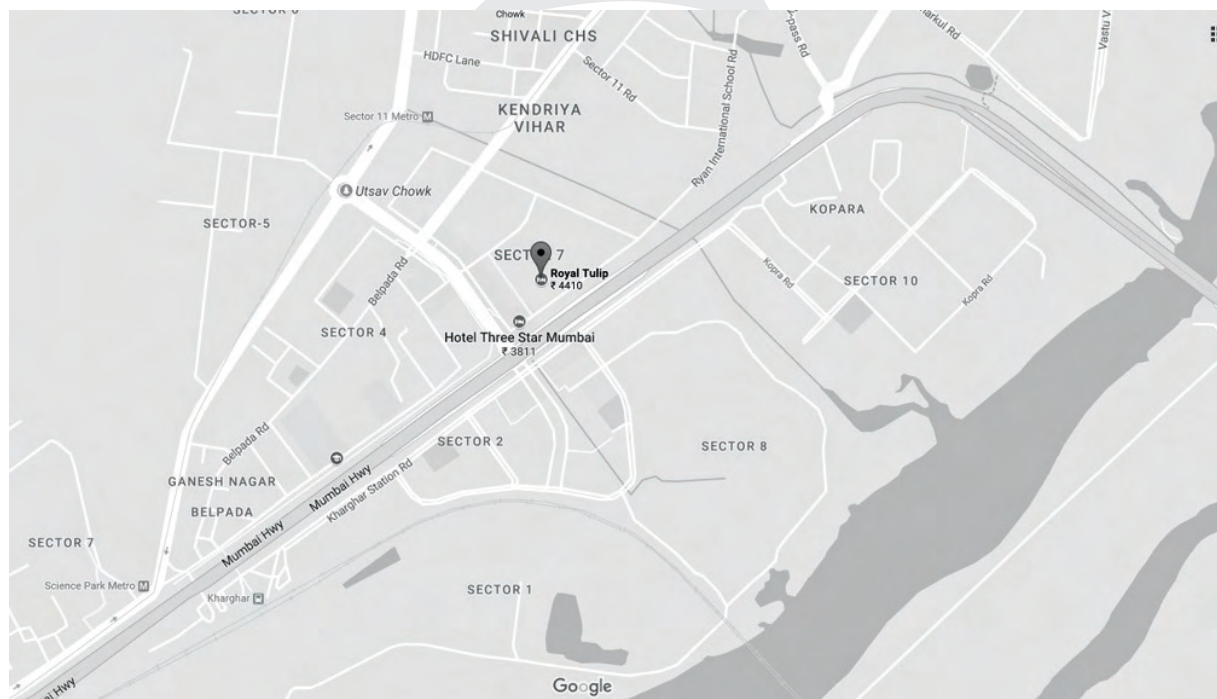 Chowk
SHIVALI CHS
HDFC Lane
Sector 11 Rd
KENDRIYA
VIHAR
Sector 11 Metro
M
Ryan International School Rd
Vastu V
Utsav Chowk
SECTOR-5
KOPARA
Belpada Rd
Royal Tulip
₹ 4410
Kopra Rd
SECTOR 10
Kopra Rd
SECTOR 4
Hotel Three Star Mumbai
₹ 3811
SECTOR 2
SECTOR 8
Belpada Rd
GANESH NAGAR
Mumbai Hwy
Kharghar Station Rd
BELPADA
Mumbai Hwy
SECTOR 7
Science Park Metro
M
Kharghar
SECTOR 1
Google